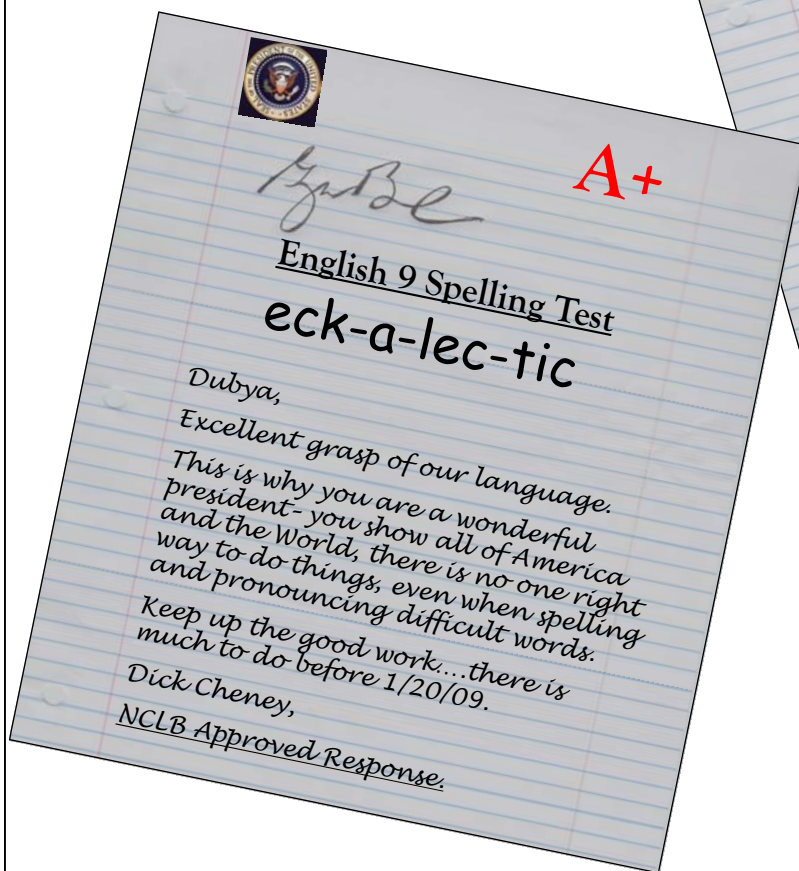 A+
English 9 Spelling Test
eck-a-lec-tic
Dubya,
Excellent grasp of our language.
This is why you are a wonderful
president- you show all of America
and the World, there is no one right
way to do things, even when spelling
and pronouncing difficult words.
Keep up the good work....there is
much to do before 1/20/09.
Dick Cheney,
NCLB Approved Response.